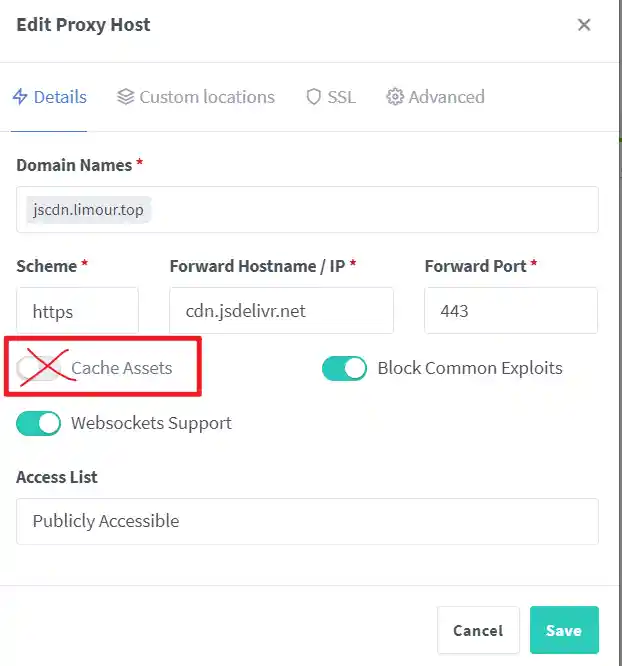 Edit Proxy Host
Details Custom locations SSL Advanced
Domain Names *
jscdn.limour.top
Scheme * Forward Hostname / IP * Forward Port *
https cdn.jsdelivr.net 443
Cache Assets Block Common Exploits
Websockets Support
Access List
Publicly Accessible
Cancel Save